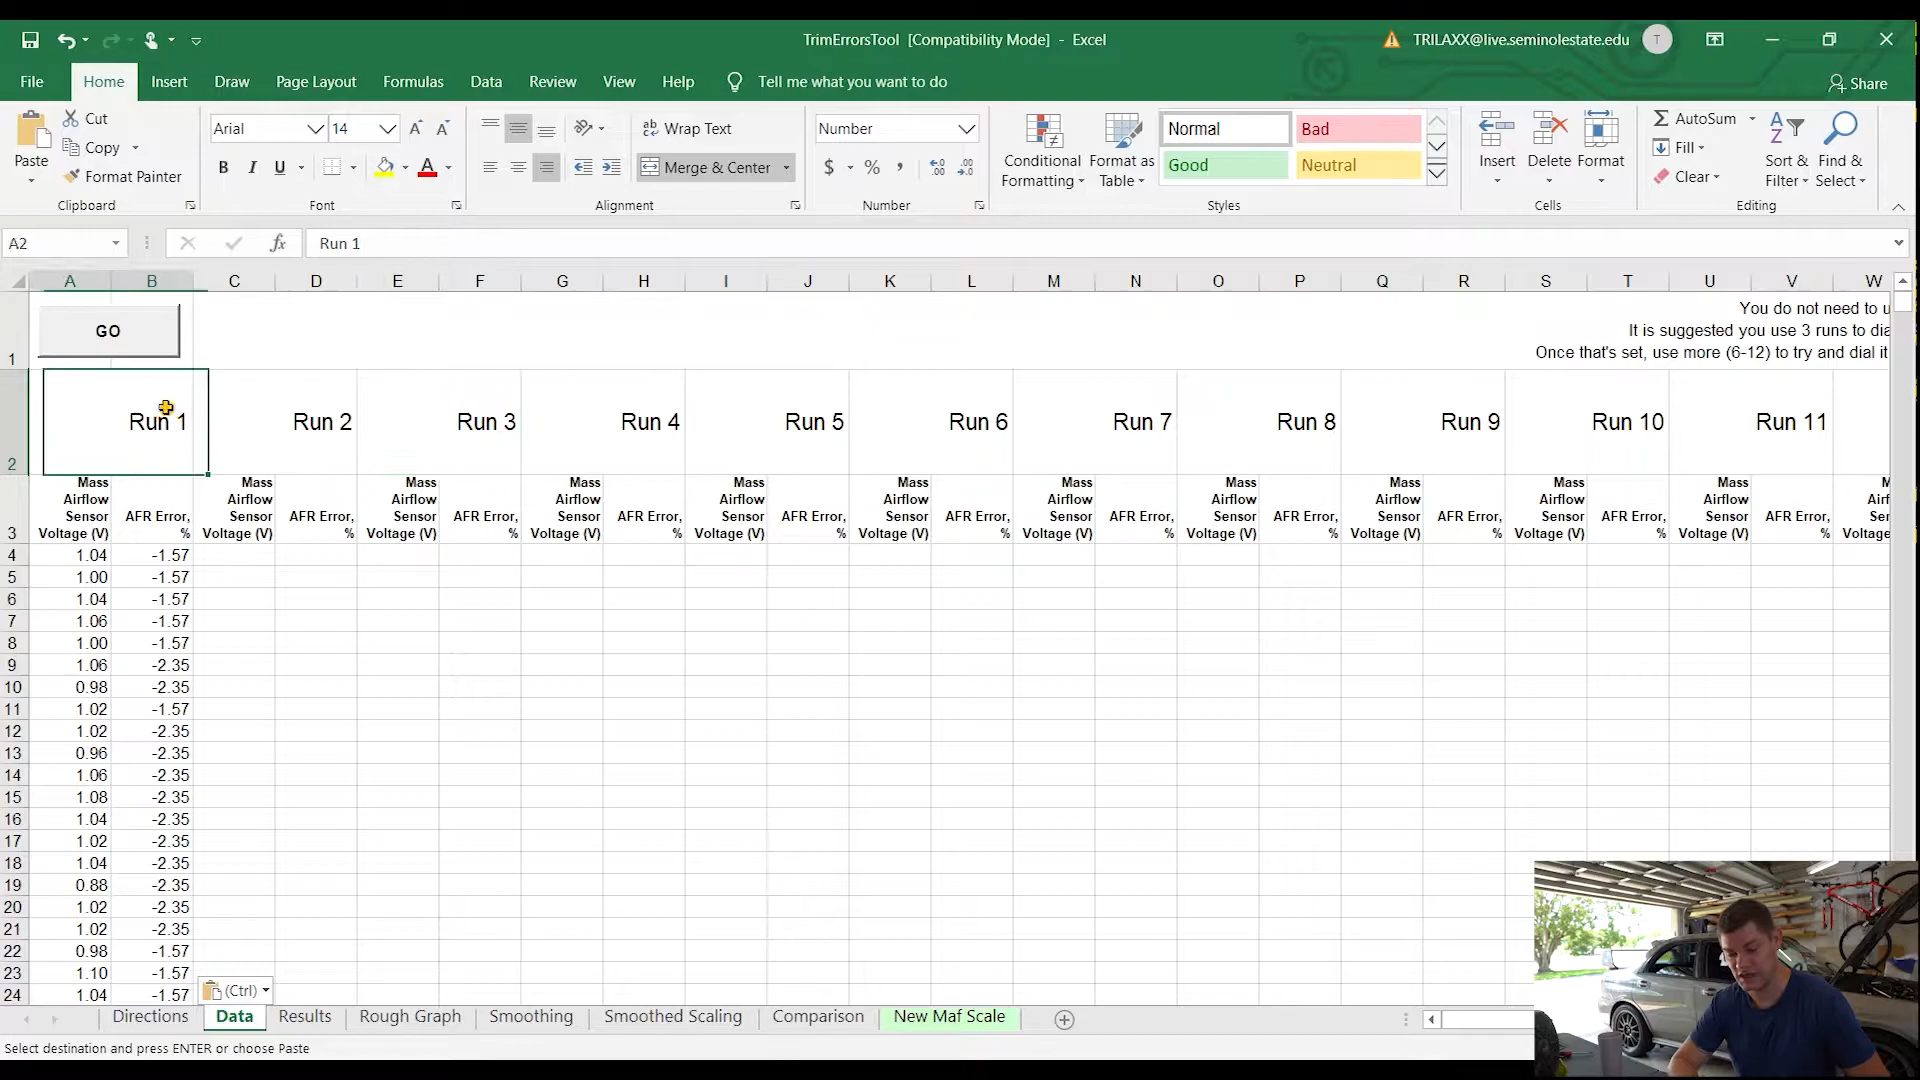 TrimErrorsTool [Compatibility Mode] - Excel
TRILAXX@live.seminolestate.edu T
File Home Insert Draw Page Layout Formulas Data Review View Help Tell me what you want to do Share
Paste Cut Copy Format Painter Clipboard
Arial 14 A A B I U A Font
Wrap Text Merge & Center Alignment
Number $ % , Number
Conditional Formatting Format as Table Normal Bad Good Neutral Styles
Insert Delete Format Cells
AutoSum Fill Clear Sort & Filter Find & Select Editing
A2 fx Run 1
A B C D E F G H I J K L M N O P Q R S T U V W
GO
You do not need to u
It is suggested you use 3 runs to dia
1 Once that's set, use more (6-12) to try and dial it
2 Run 1 Run 2 Run 3 Run 4 Run 5 Run 6 Run 7 Run 8 Run 9 Run 10 Run 11
Mass Mass Mass Mass Mass Mass Mass Mass Mass Mass Mass M
Airflow Airflow Airflow Airflow Airflow Airflow Airflow Airflow Airflow Airflow Airflow Airf
Sensor AFR Error, Sensor AFR Error, Sensor AFR Error, Sensor AFR Error, Sensor AFR Error, Sensor AFR Error, Sensor AFR Error, Sensor AFR Error, Sensor AFR Error, Sensor AFR Error, Sensor AFR Error, Ser
3 Voltage (V) % Voltage (V) % Voltage (V) % Voltage (V) % Voltage (V) % Voltage (V) % Voltage (V) % Voltage (V) % Voltage (V) % Voltage (V) % Voltage (V) % Voltage
4 1.04 -1.57
5 1.00 -1.57
6 1.04 -1.57
7 1.06 -1.57
8 1.00 -1.57
9 1.06 -2.35
10 0.98 -2.35
11 1.02 -1.57
12 1.02 -2.35
13 0.96 -2.35
14 1.06 -2.35
15 1.08 -2.35
16 1.04 -2.35
17 1.02 -2.35
18 1.04 -2.35
19 0.88 -2.35
20 1.02 -2.35
21 1.02 -2.35
22 0.98 -1.57
23 1.10 -1.57
24 1.04 -1.57 (Ctrl)
Directions Data Results Rough Graph Smoothing Smoothed Scaling Comparison New Maf Scale
Select destination and press ENTER or choose Paste